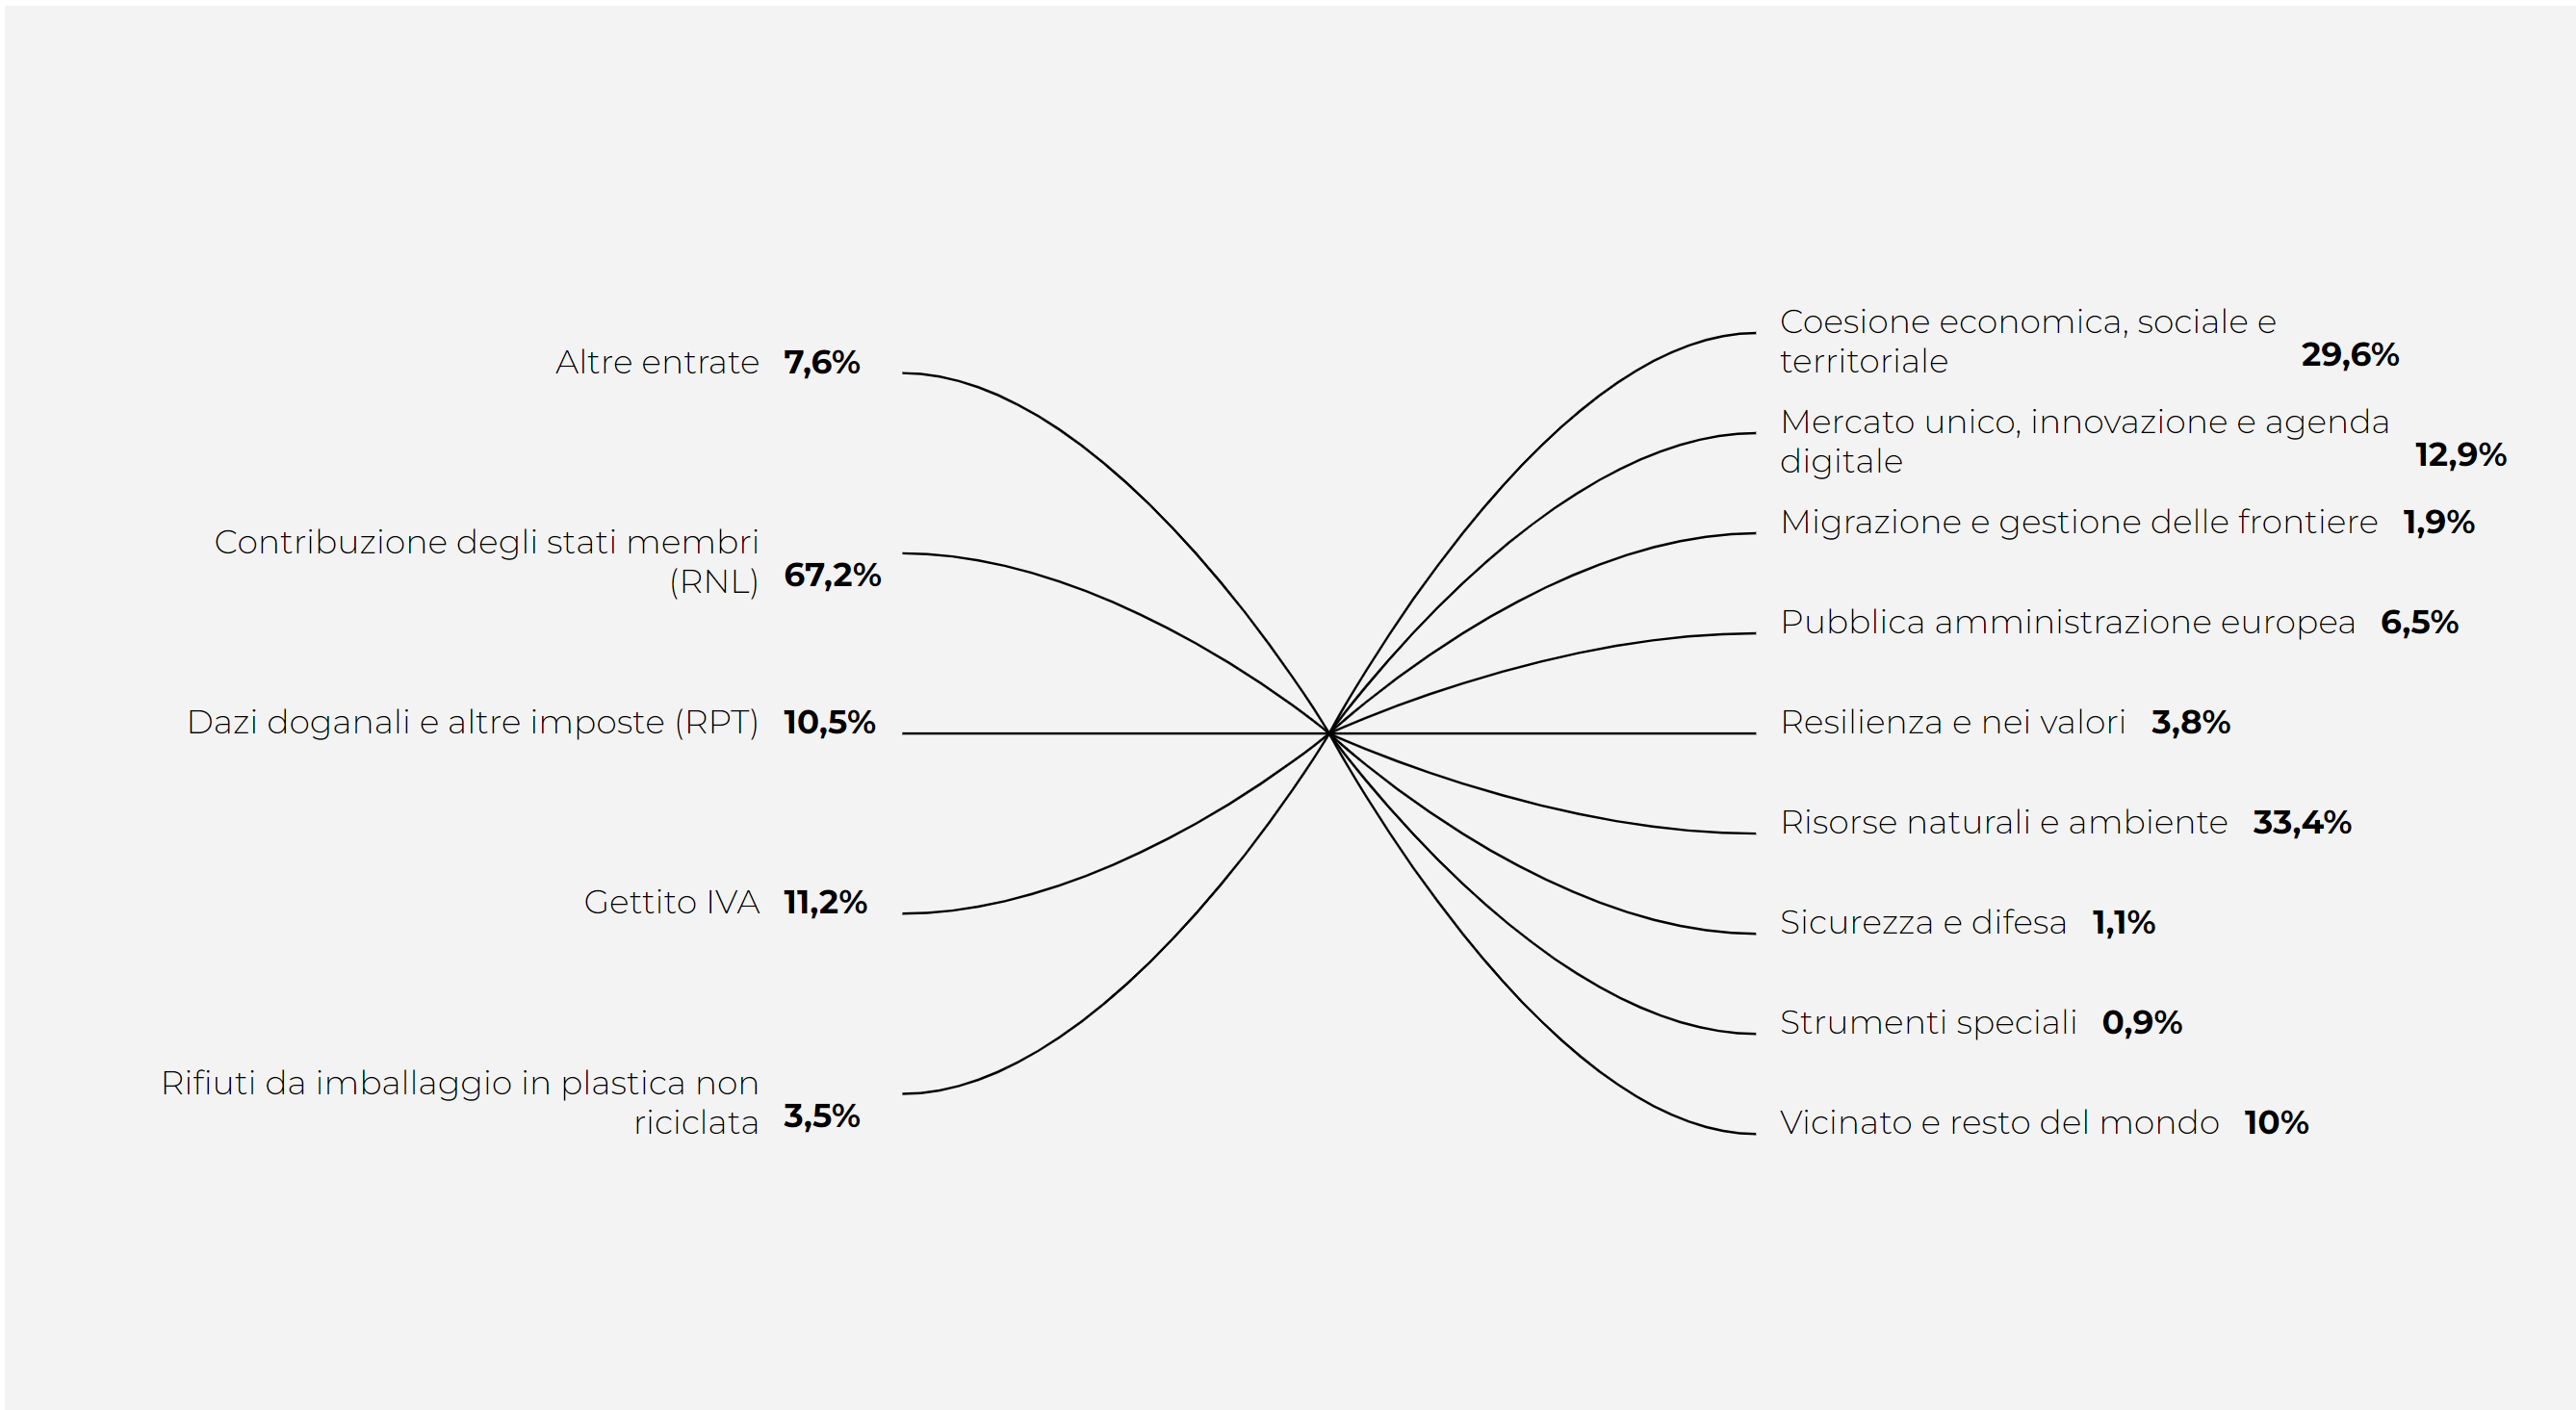 Altre entrate 7,6%
Contribuzione degli stati membri
(RNL) 67,2%
Dazi doganali e altre imposte (RPT) 10,5%
Gettito IVA 11,2%
Rifiuti da imballaggio in plastica non
riciclata 3,5%
Coesione economica, sociale e
territoriale 29,6%
Mercato unico, innovazione e agenda
digitale 12,9%
Migrazione e gestione delle frontiere 1,9%
Pubblica amministrazione europea 6,5%
Resilienza e nei valori 3,8%
Risorse naturali e ambiente 33,4%
Sicurezza e difesa 1,1%
Strumenti speciali 0,9%
Vicinato e resto del mondo 10%